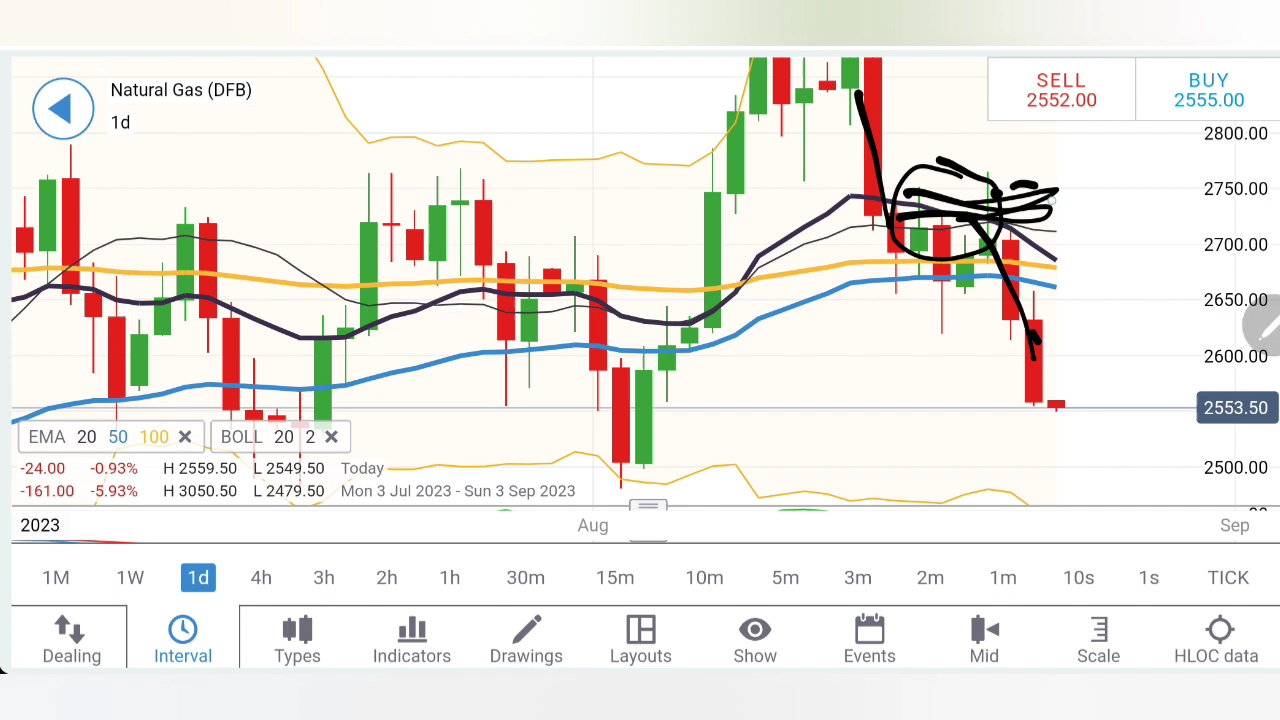 Natural Gas (DFB)
1d
SELL
2552.00
BUY
2555.00
2800.00
2750.00
2700.00
2650.00
2600.00
2553.50
2500.00
EMA 20 50 100
BOLL 20 2
-24.00 -0.93% H 2559.50 L 2549.50 Today
-161.00 -5.93% H 3050.50 L 2479.50 Mon 3 Jul 2023 - Sun 3 Sep 2023
2023 Aug Sep
1M 1W 1d 4h 3h 2h 1h 30m 15m 10m 5m 3m 2m 1m 10s 1s TICK
Dealing Interval Types Indicators Drawings Layouts Show Events Mid Scale HLOC data